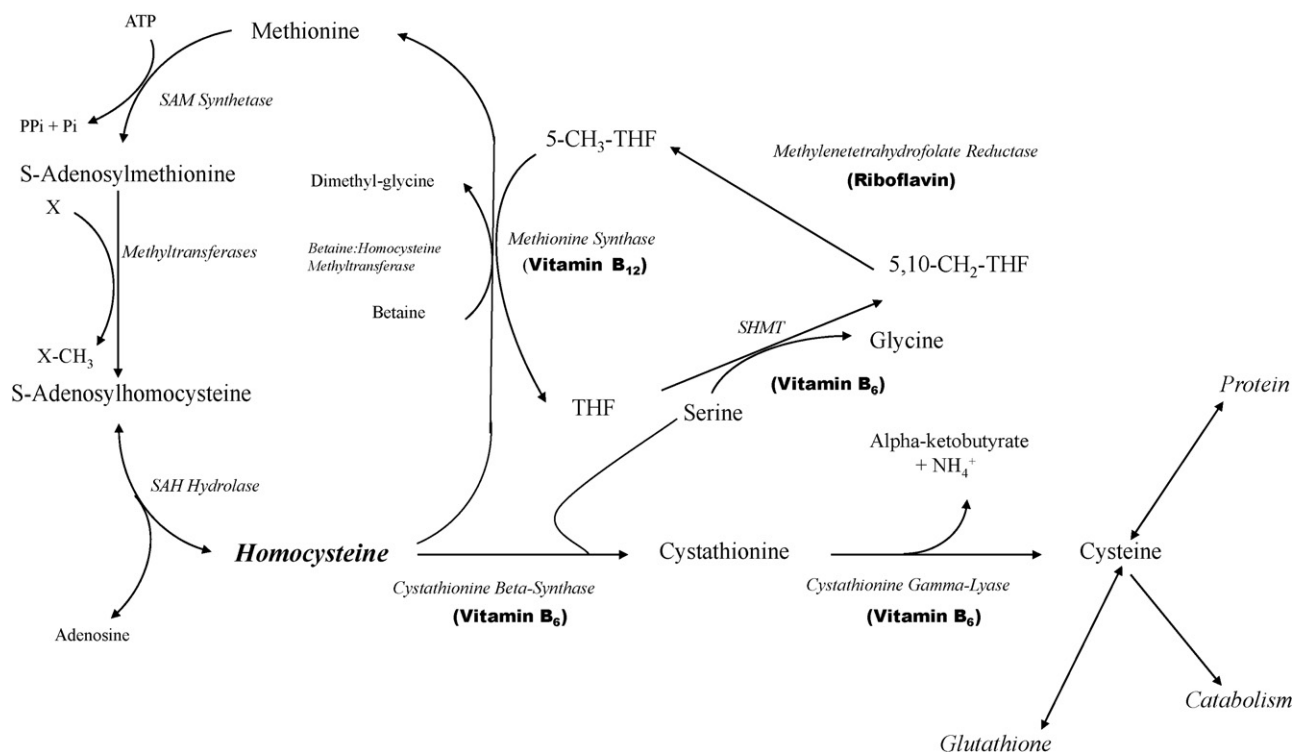 ATP
Methionine
SAM Synthetase
PPi + Pi
S-Adenosylmethionine
X
Methyltransferases
X-CH₃
S-Adenosylhomocysteine
SAH Hydrolase
Adenosine
Homocysteine
Dimethyl-glycine
Betaine:Homocysteine
Methyltransferase
Betaine
5-CH₃-THF
Methionine Synthase
(Vitamin B₁₂)
THF
Methylenetetrahydrofolate Reductase
(Riboflavin)
5,10-CH₂-THF
SHMT
Glycine
(Vitamin B₆)
Serine
Cystathionine Beta-Synthase
(Vitamin B₆)
Cystathionine
Alpha-ketobutyrate
+ NH₄⁺
Cystathionine Gamma-Lyase
(Vitamin B₆)
Cysteine
Protein
Catabolism
Glutathione